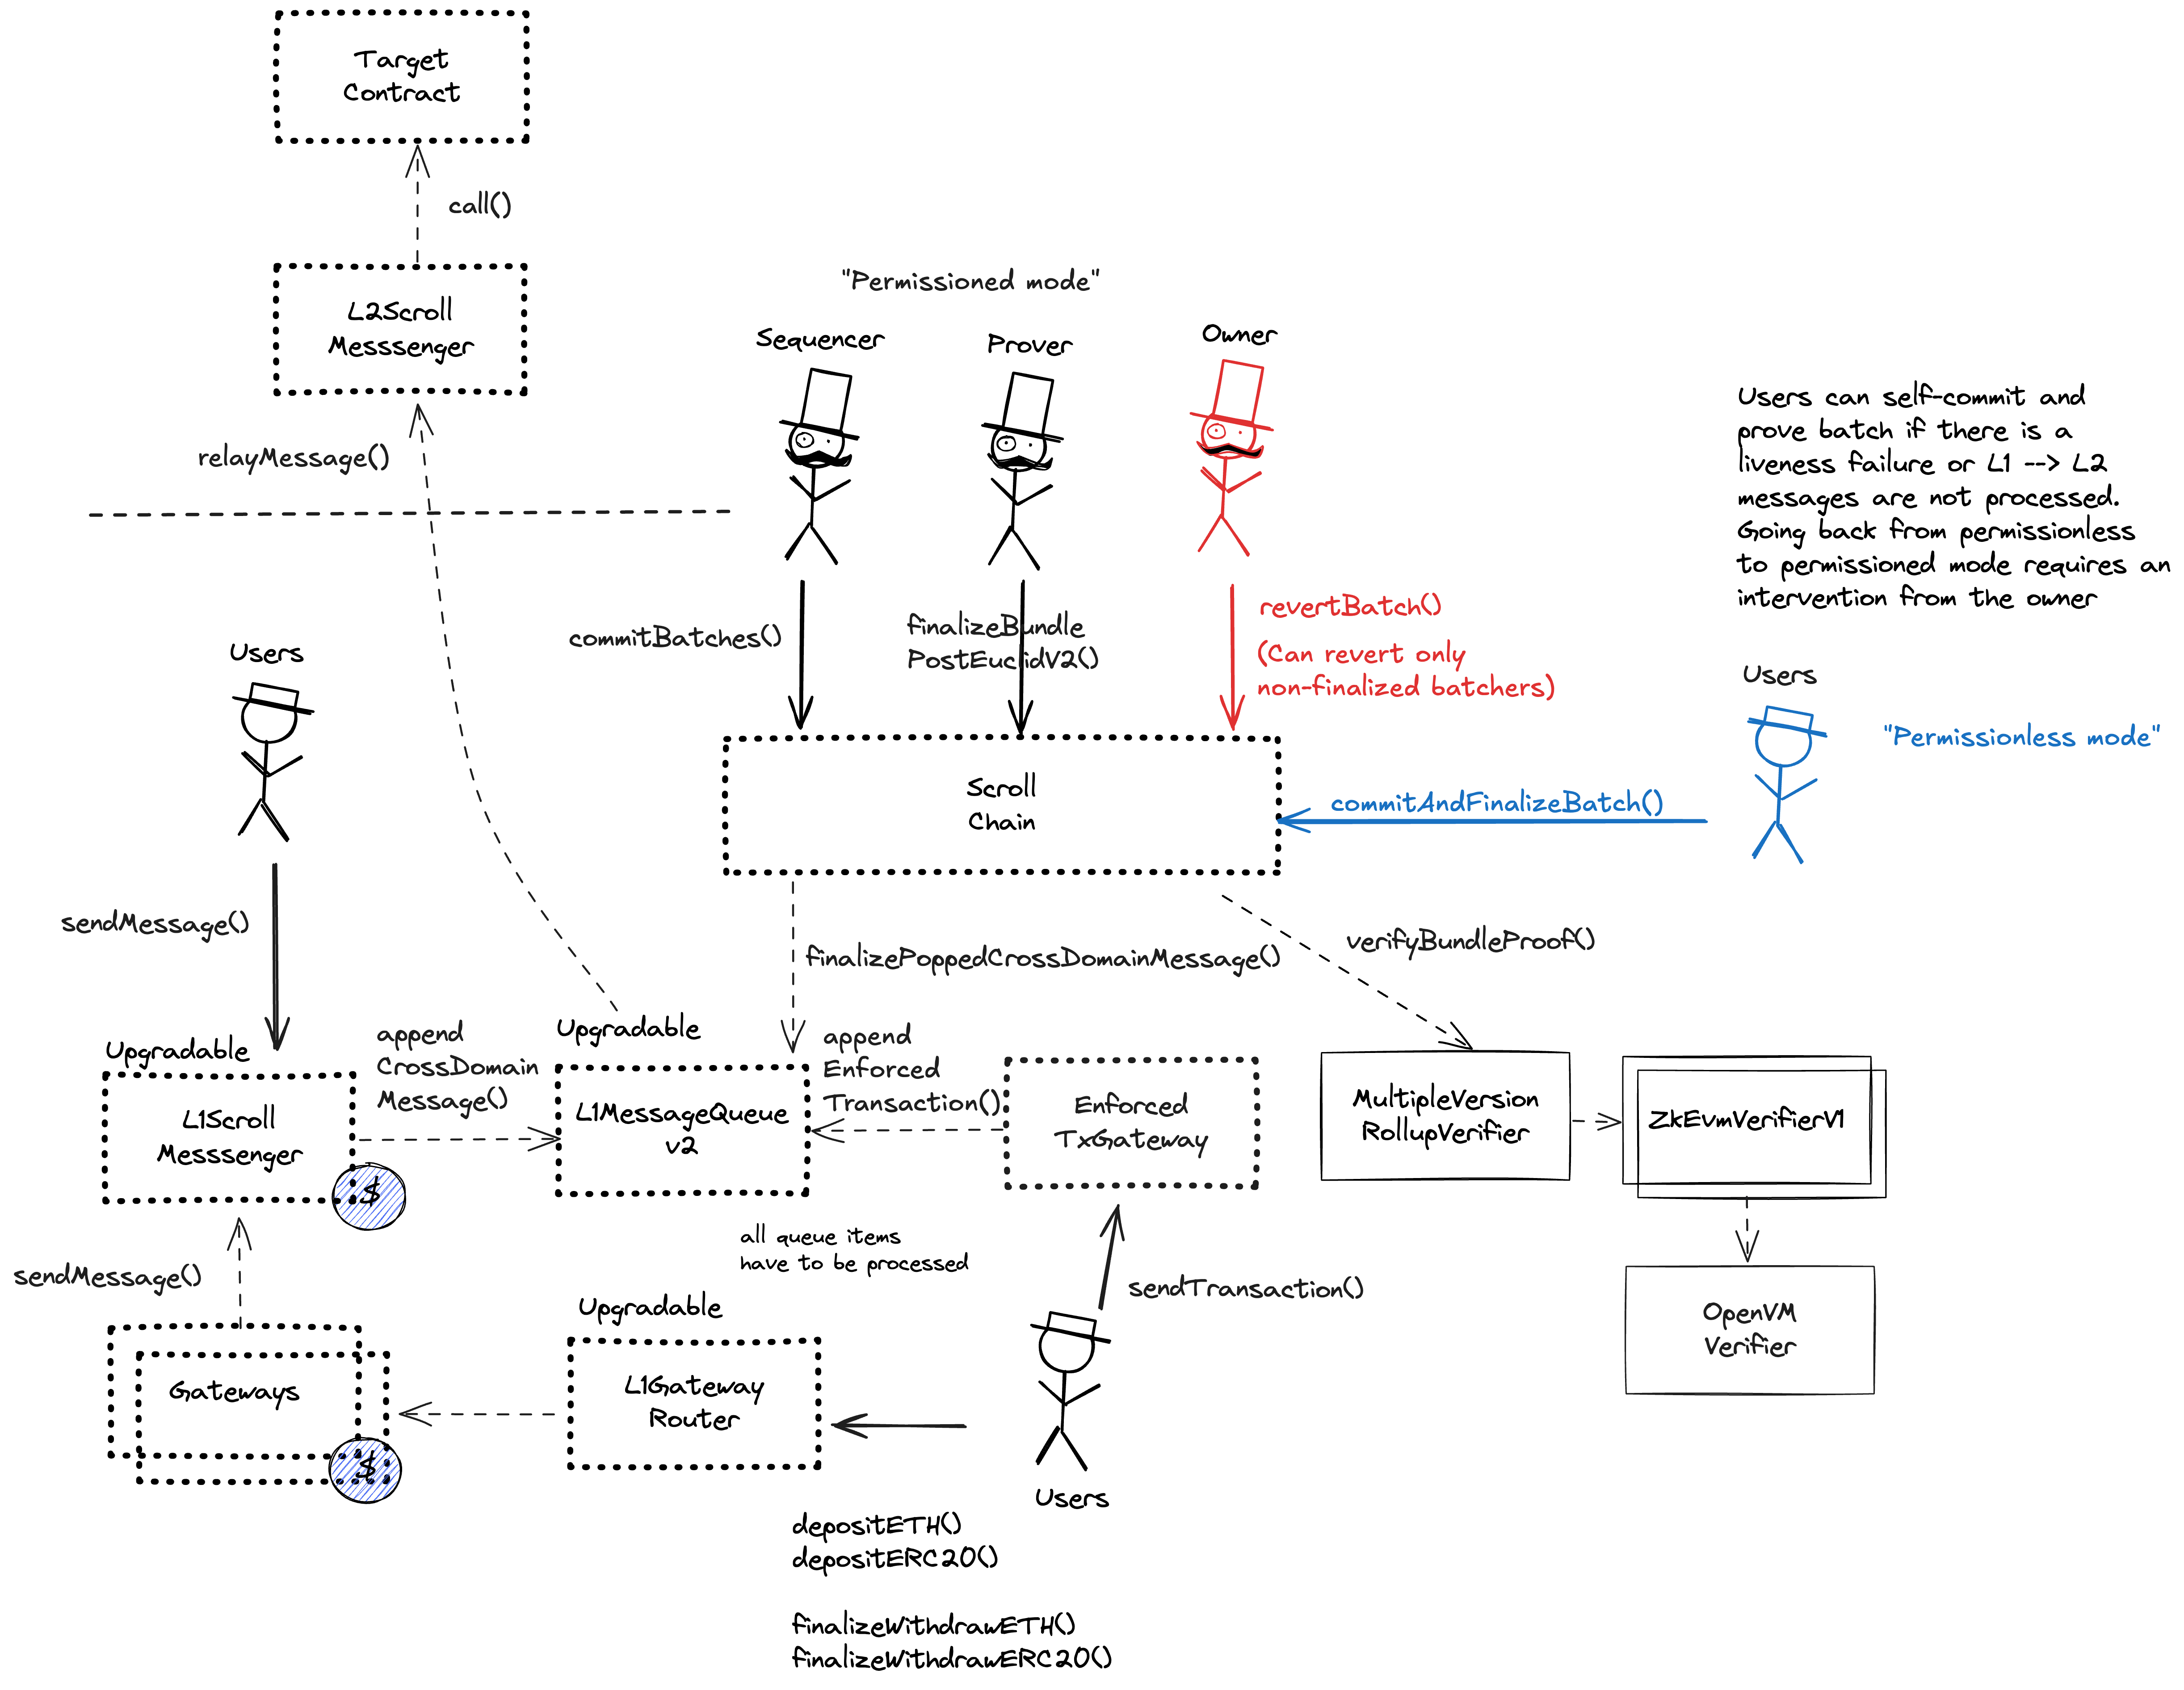 Target
Contract
call()
L2Scroll
Messsenger
relayMessage()
"Permissioned mode"
Sequencer
Prover
Owner
commitBatches()
finalizeBundle
PostEuclidV2()
revertBatch()
(Can revert only
non-finalized batchers)
Users can self-commit and
prove batch if there is a
liveness failure or L1 --> L2
messages are not processed.
Going back from permissionless
to permissioned mode requires an
intervention from the owner
Users
"Permissionless mode"
commitAndFinalizeBatch()
Scroll
Chain
Users
sendMessage()
finalizePoppedCrossDomainMessage()
verifyBundleProof()
Upgradable
L1Scroll
Messsenger
$
append
CrossDomain
Message()
Upgradable
L1MessageQueue
v2
append
Enforced
Transaction()
Enforced
TxGateway
MultipleVersion
RollupVerifier
ZkEvmVerifierV1
OpenVM
Verifier
all queue items
have to be processed
sendMessage()
Gateways
$
Upgradable
L1Gateway
Router
sendTransaction()
Users
depositETH()
depositERC20()
finalizeWithdrawETH()
finalizeWithdrawERC20()